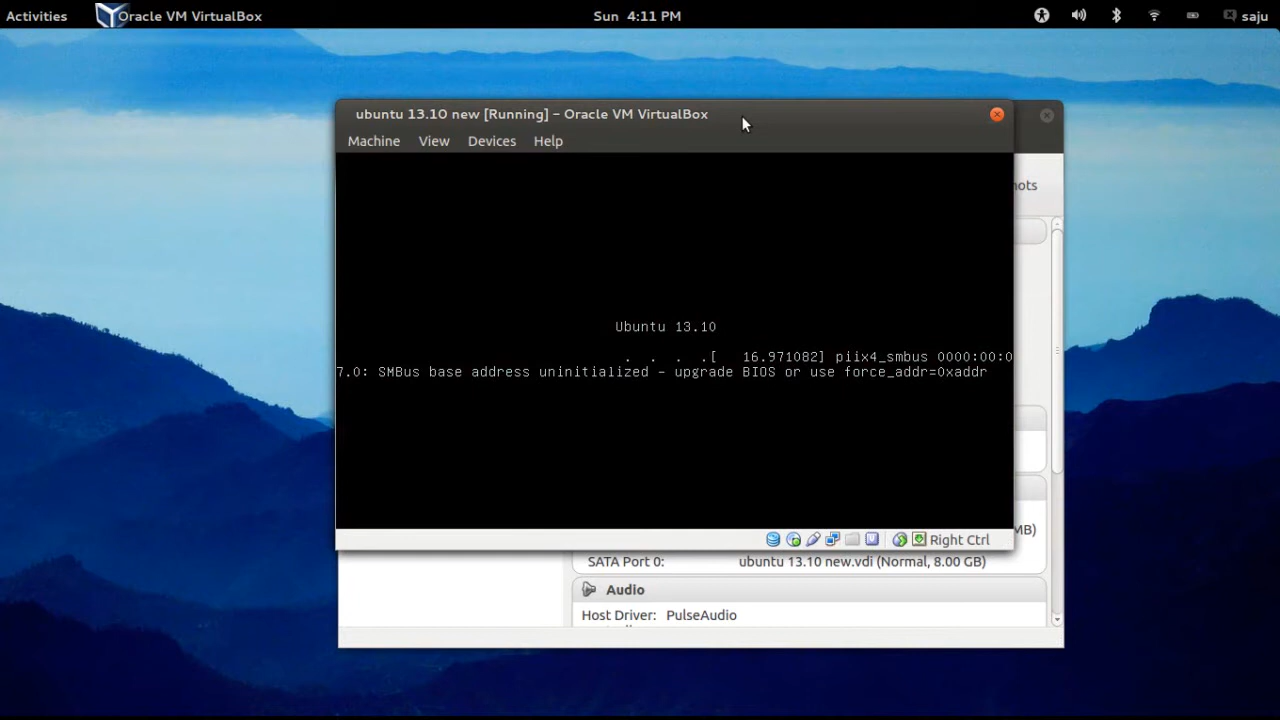 Activities Oracle VM VirtualBox Sun 4:11 PM saju
ubuntu 13.10 new [Running] - Oracle VM VirtualBox
Machine View Devices Help
hots
Ubuntu 13.10
. . . .[ 16.971082] piix4_smbus 0000:00:0
7.0: SMBus base address uninitialized - upgrade BIOS or use force_addr=0xaddr
MB)
Right Ctrl
SATA Port 0: ubuntu 13.10 new.vdi (Normal, 8.00 GB)
Audio
Host Driver: PulseAudio